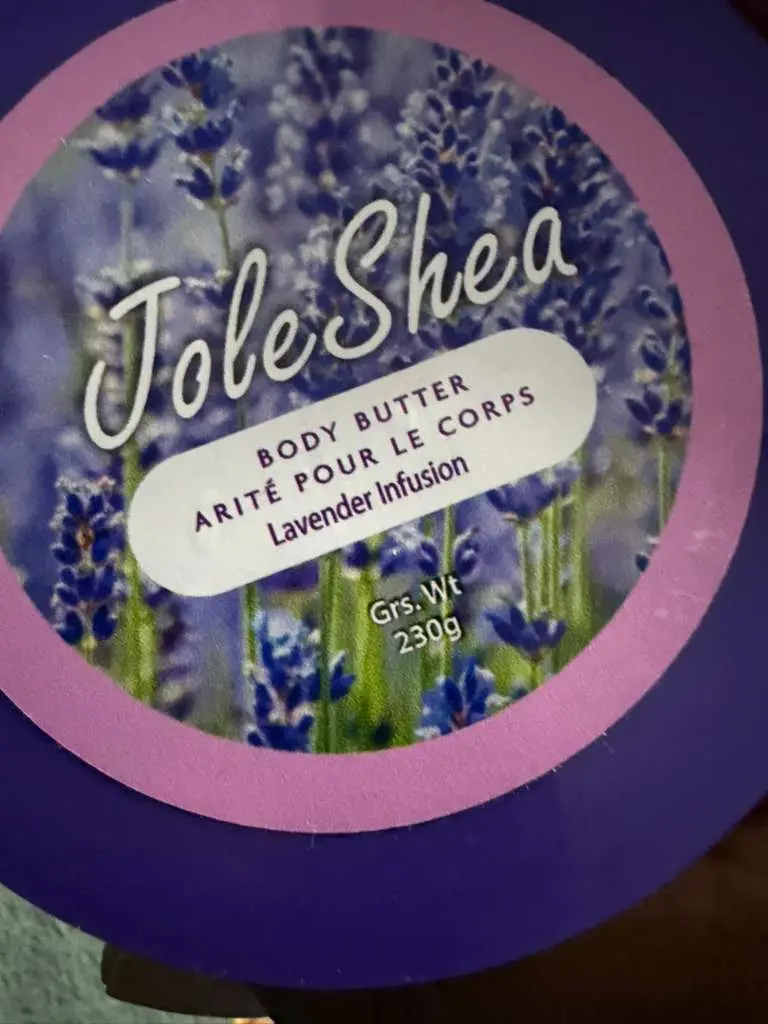 JoleShea
BODY BUTTER
ARITÉ POUR LE CORPS
Lavender Infusion
Grs. Wt
230g